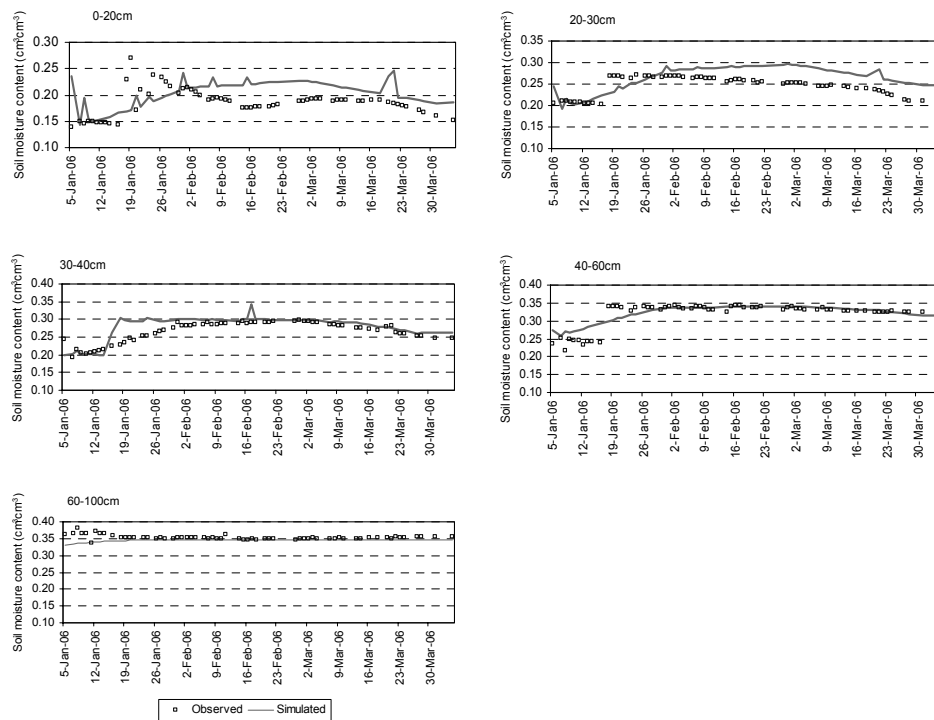 0-20cm
Soil moisture content (cm³cm⁻³)
0.30
0.25
0.20
0.15
0.10
5-Jan-06
12-Jan-06
19-Jan-06
26-Jan-06
2-Feb-06
9-Feb-06
16-Feb-06
23-Feb-06
2-Mar-06
9-Mar-06
16-Mar-06
23-Mar-06
30-Mar-06
20-30cm
Soil moisture content (cm³cm⁻³)
0.35
0.30
0.25
0.20
0.15
0.10
5-Jan-06
12-Jan-06
19-Jan-06
26-Jan-06
2-Feb-06
9-Feb-06
16-Feb-06
23-Feb-06
2-Mar-06
9-Mar-06
16-Mar-06
23-Mar-06
30-Mar-06
30-40cm
Soil moisture content (cm³cm⁻³)
0.40
0.35
0.30
0.25
0.20
0.15
0.10
5-Jan-06
12-Jan-06
19-Jan-06
26-Jan-06
2-Feb-06
9-Feb-06
16-Feb-06
23-Feb-06
2-Mar-06
9-Mar-06
16-Mar-06
23-Mar-06
30-Mar-06
40-60cm
Soil moisture content (cm³cm⁻³)
0.40
0.35
0.30
0.25
0.20
0.15
0.10
5-Jan-06
12-Jan-06
19-Jan-06
26-Jan-06
2-Feb-06
9-Feb-06
16-Feb-06
23-Feb-06
2-Mar-06
9-Mar-06
16-Mar-06
23-Mar-06
30-Mar-06
60-100cm
Soil moisture content (cm³cm⁻³)
0.40
0.35
0.30
0.25
0.20
0.15
0.10
5-Jan-06
12-Jan-06
19-Jan-06
26-Jan-06
2-Feb-06
9-Feb-06
16-Feb-06
23-Feb-06
2-Mar-06
9-Mar-06
16-Mar-06
23-Mar-06
30-Mar-06
Observed Simulated